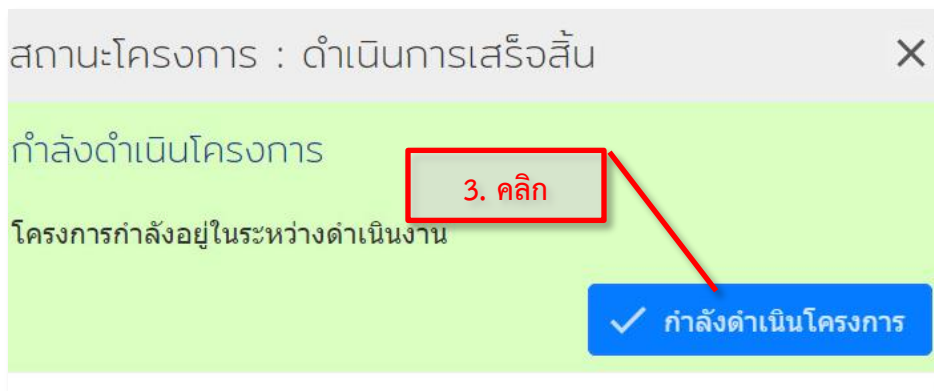 สถานะโครงการ : ดำเนินการเสร็จสิ้น
กำลังดำเนินโครงการ
3. คลิก
โครงการกำลังอยู่ในระหว่างดำเนินงาน
กำลังดำเนินโครงการ